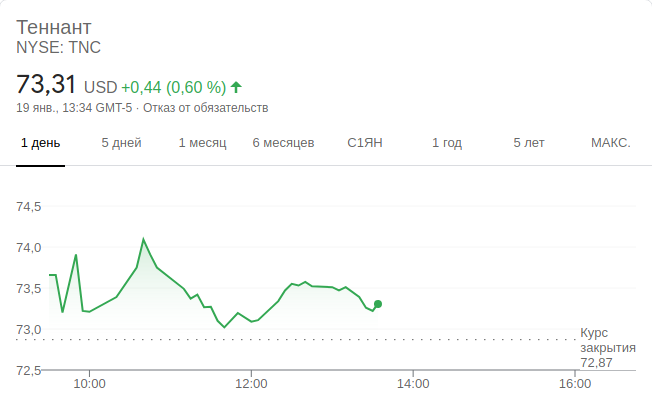 Теннант
NYSE: TNC
73,31 USD +0,44 (0,60 %)
19 янв., 13:34 GMT-5 · Отказ от обязательств
1 день 5 дней 1 месяц 6 месяцев С1ЯН 1 год 5 лет МАКС.
74,5
74,0
73,5
73,0
Курс
закрытия
72,87
72,5
10:00 12:00 14:00 16:00